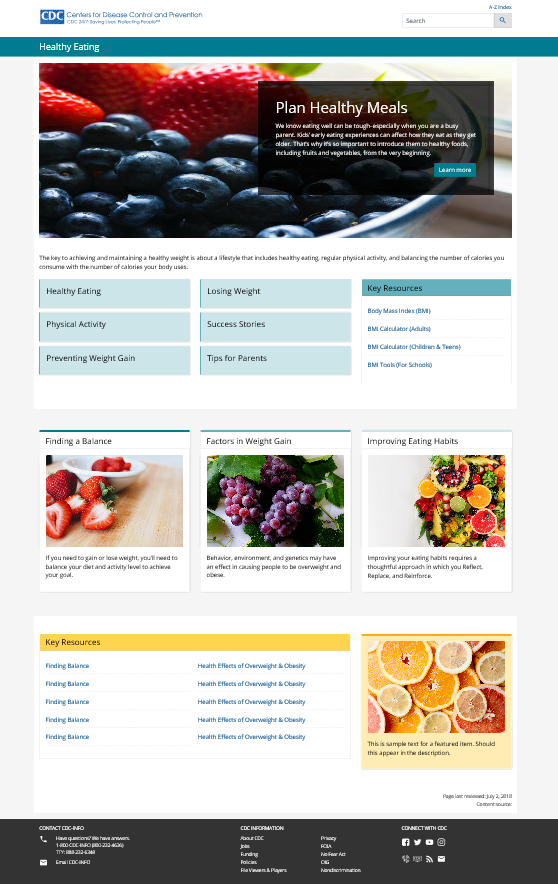 A-Z Index
CDC Centers for Disease Control and Prevention
CDC 24/7: Saving Lives. Protecting People™
Search
Healthy Eating
Plan Healthy Meals
We know eating well can be tough-especially when you are a busy
parent. Kids' early eating experiences can affect how they eat as they get
older. That's why it's so important to introduce them to healthy foods,
including fruits and vegetables, from the very beginning.
Learn more
The key to achieving and maintaining a healthy weight is about a lifestyle that includes healthy eating, regular physical activity, and balancing the number of calories you
consume with the number of calories your body uses.
Healthy Eating
Losing Weight
Physical Activity
Success Stories
Preventing Weight Gain
Tips for Parents
Key Resources
Body Mass Index (BMI)
BMI Calculator (Adults)
BMI Calculator (Children & Teens)
BMI Tools (For Schools)
Finding a Balance
If you need to gain or lose weight, you'll need to
balance your diet and activity level to achieve
your goal.
Factors in Weight Gain
Behavior, environment, and genetics may have
an effect in causing people to be overweight and
obese.
Improving Eating Habits
Improving your eating habits requires a
thoughtful approach in which you Reflect,
Replace, and Reinforce.
Key Resources
Finding Balance
Health Effects of Overweight & Obesity
Finding Balance
Health Effects of Overweight & Obesity
Finding Balance
Health Effects of Overweight & Obesity
Finding Balance
Health Effects of Overweight & Obesity
Finding Balance
Health Effects of Overweight & Obesity
This is sample text for a featured item. Should
this appear in the description.
Page last reviewed: July 2, 2018
Content source:
CONTACT CDC-INFO
Have questions? We have answers.
1-800-CDC-INFO (800-232-4636)
TTY: 888-232-6348
Email CDC-INFO
CDC INFORMATION
About CDC
Jobs
Funding
Policies
File Viewers & Players
Privacy
FOIA
No Fear Act
OIG
Nondiscrimination
CONNECT WITH CDC